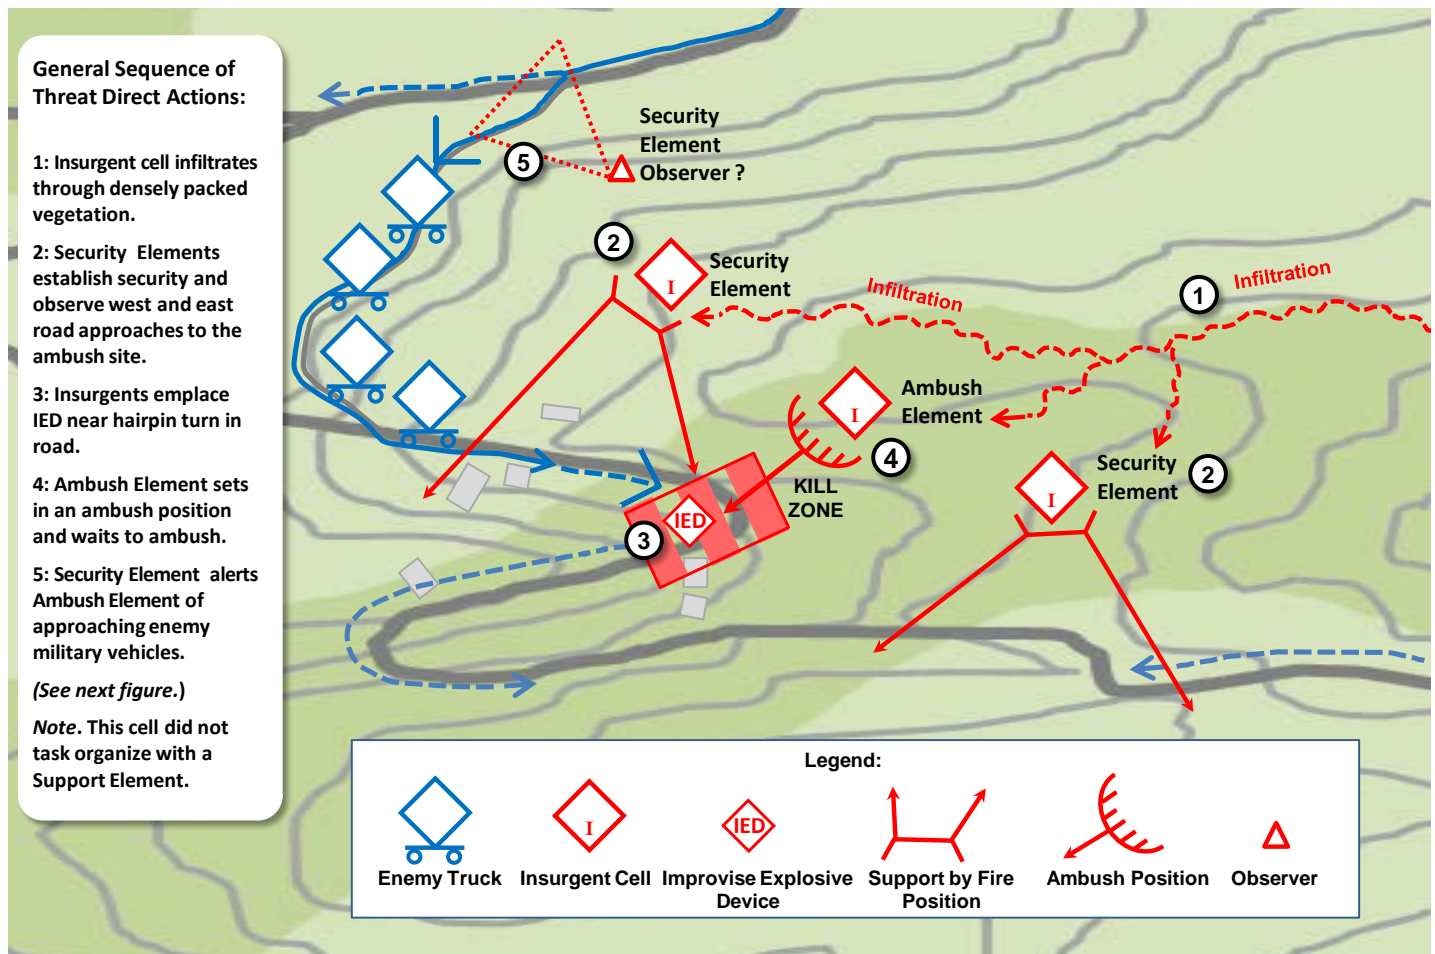 General Sequence of
Threat Direct Actions:
1: Insurgent cell infiltrates
through densely packed
vegetation.
2: Security Elements
establish security and
observe west and east
road approaches to the
ambush site.
3: Insurgents emplace
IED near hairpin turn in
road.
4: Ambush Element sets
in an ambush position
and waits to ambush.
5: Security Element alerts
Ambush Element of
approaching enemy
military vehicles.
(See next figure.)
Note. This cell did not
task organize with a
Support Element.
Security
Element
Observer ?
5
2
I
Security
Element
Infiltration
1
Infiltration
I
Ambush
Element
4
KILL
ZONE
IED
3
I
Security
Element
2
Legend:
I
IED
Enemy Truck
Insurgent Cell
Improvise Explosive
Device
Support by Fire
Position
Ambush Position
Observer